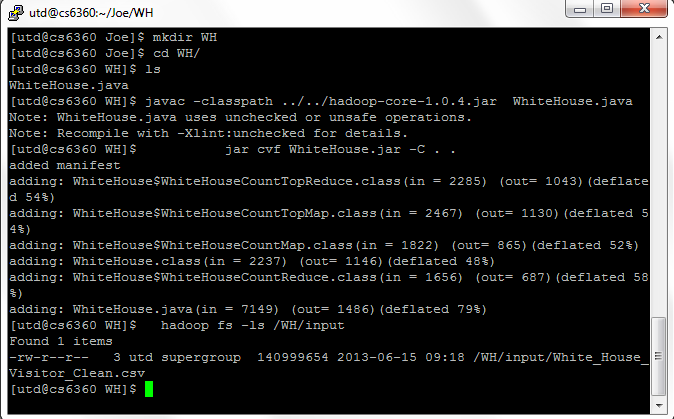 utd@cs6360:~/Joe/WH
[utd@cs6360 Joe]$ mkdir WH
[utd@cs6360 Joe]$ cd WH/
[utd@cs6360 WH]$ ls
WhiteHouse.java
[utd@cs6360 WH]$ javac -classpath ../../hadoop-core-1.0.4.jar  WhiteHouse.java
Note: WhiteHouse.java uses unchecked or unsafe operations.
Note: Recompile with -Xlint:unchecked for details.
[utd@cs6360 WH]$           jar cvf WhiteHouse.jar -C . .
added manifest
adding: WhiteHouse$WhiteHouseCountTopReduce.class(in = 2285) (out= 1043)(deflate
d 54%)
adding: WhiteHouse$WhiteHouseCountTopMap.class(in = 2467) (out= 1130)(deflated 5
4%)
adding: WhiteHouse$WhiteHouseCountMap.class(in = 1822) (out= 865)(deflated 52%)
adding: WhiteHouse.class(in = 2237) (out= 1146)(deflated 48%)
adding: WhiteHouse$WhiteHouseCountReduce.class(in = 1656) (out= 687)(deflated 58
%)
adding: WhiteHouse.java(in = 7149) (out= 1486)(deflated 79%)
[utd@cs6360 WH]$   hadoop fs -ls /WH/input
Found 1 items
-rw-r--r--   3 utd supergroup  140999654 2013-06-15 09:18 /WH/input/White_House_
Visitor_Clean.csv
[utd@cs6360 WH]$